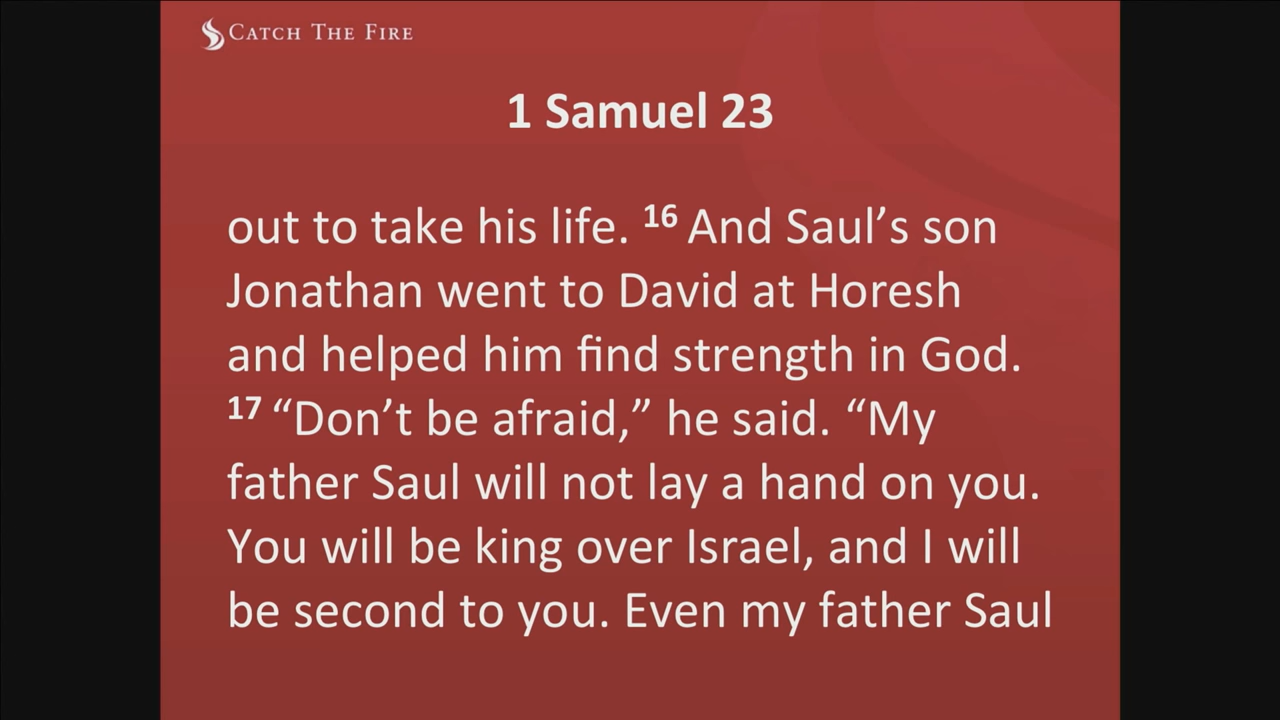 CATCH THE FIRE
1 Samuel 23
out to take his life. 16 And Saul’s son
Jonathan went to David at Horesh
and helped him find strength in God.
17 “Don’t be afraid,” he said. “My
father Saul will not lay a hand on you.
You will be king over Israel, and I will
be second to you. Even my father Saul